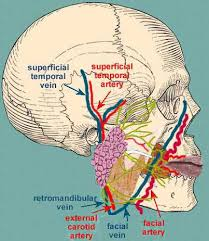 superficial
temporal
vein
superficial
temporal
artery
retromandibular
vein
external
carotid
artery
facial
vein
facial
artery